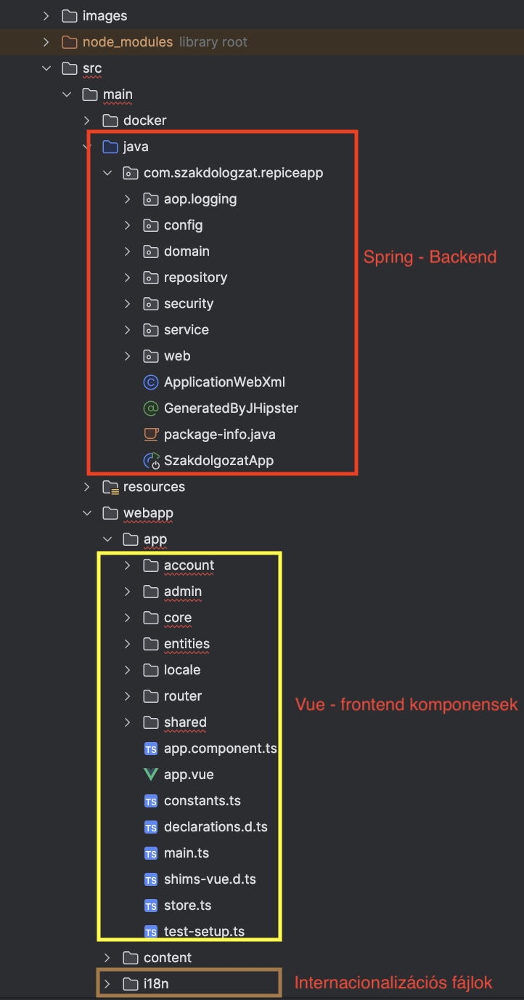 images
node_modules library root
src
main
docker
java
com.szakdologzat.repiceapp
aop.logging
config
domain
Spring - Backend
repository
security
service
web
ApplicationWebXml
GeneratedByJHipster
package-info.java
SzakdolgozatApp
resources
webapp
app
account
admin
core
entities
locale
router
Vue - frontend komponensek
shared
app.component.ts
app.vue
constants.ts
declarations.d.ts
main.ts
shims-vue.d.ts
store.ts
test-setup.ts
content
i18n
Internacionalizációs fájlok